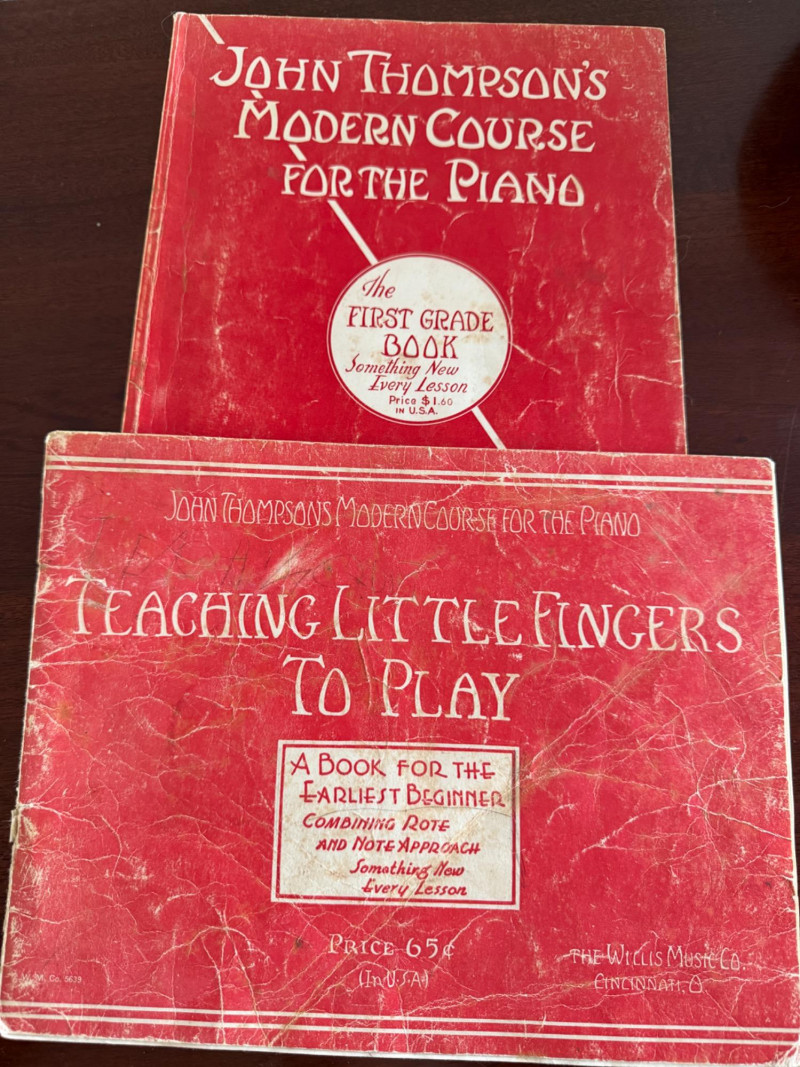 JOHN THOMPSON'S
MODERN COURSE
FOR THE PIANO
The
FIRST GRADE
BOOK
Something New
Every Lesson
Price $1.60
IN U.S.A.
JOHN THOMPSON'S MODERN COURSE FOR THE PIANO
TEACHING LITTLE FINGERS
TO PLAY
A BOOK FOR THE
EARLIEST BEGINNER
COMBINING ROTE
AND NOTE APPROACH
Something New
Every Lesson
PRICE 65¢
(IN U.S.A)
THE WILLIS MUSIC CO.
CINCINNATI, O.
W. M. Co. 5639